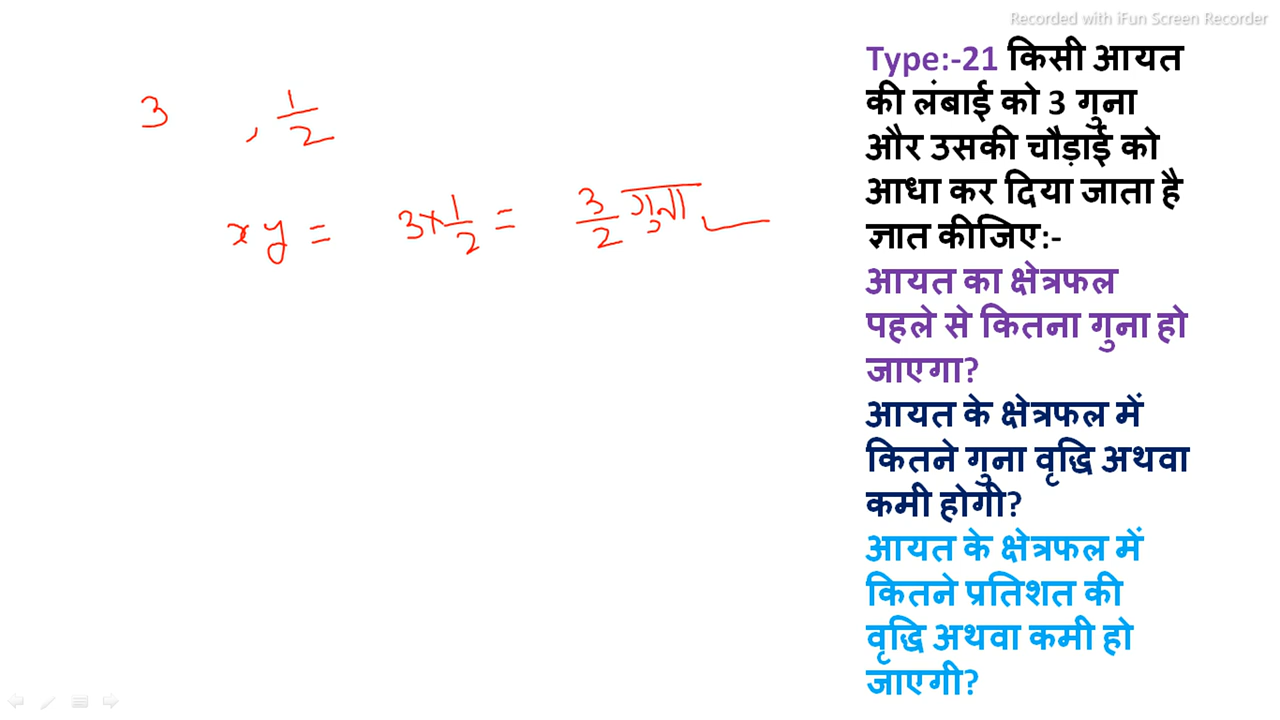 Recorded with iFun Screen Recorder
3 , 1/2
xy = 3×1/2 = 3/2 गुना
Type:-21 किसी आयत
की लंबाई को 3 गुना
और उसकी चौड़ाई को
आधा कर दिया जाता है
ज्ञात कीजिए:-
आयत का क्षेत्रफल
पहले से कितना गुना हो
जाएगा?
आयत के क्षेत्रफल में
कितने गुना वृद्धि अथवा
कमी होगी?
आयत के क्षेत्रफल में
कितने प्रतिशत की
वृद्धि अथवा कमी हो
जाएगी?